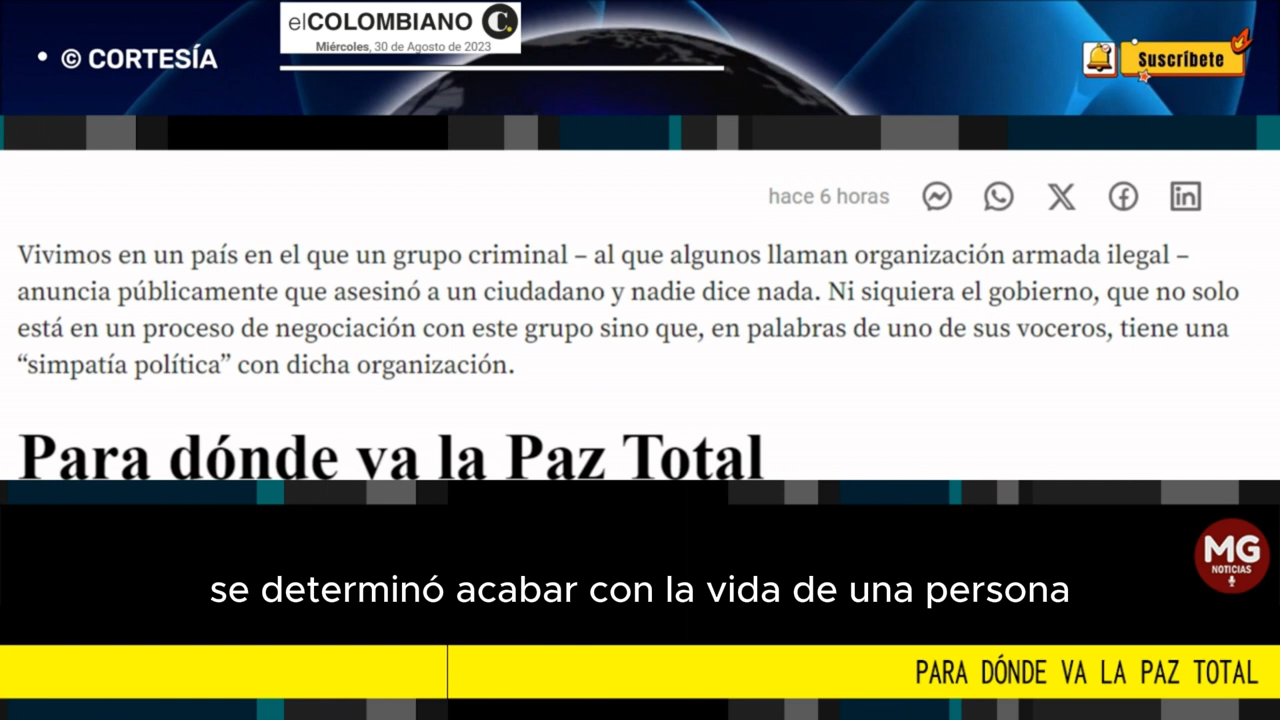 elCOLOMBIANO C.
Miércoles, 30 de Agosto de 2023
• © CORTESÍA
Suscríbete
hace 6 horas
Vivimos en un país en el que un grupo criminal – al que algunos llaman organización armada ilegal –
anuncia públicamente que asesinó a un ciudadano y nadie dice nada. Ni siquiera el gobierno, que no solo
está en un proceso de negociación con este grupo sino que, en palabras de uno de sus voceros, tiene una
“simpatía política” con dicha organización.
Para dónde va la Paz Total
MG
NOTICIAS
se determinó acabar con la vida de una persona
PARA DÓNDE VA LA PAZ TOTAL